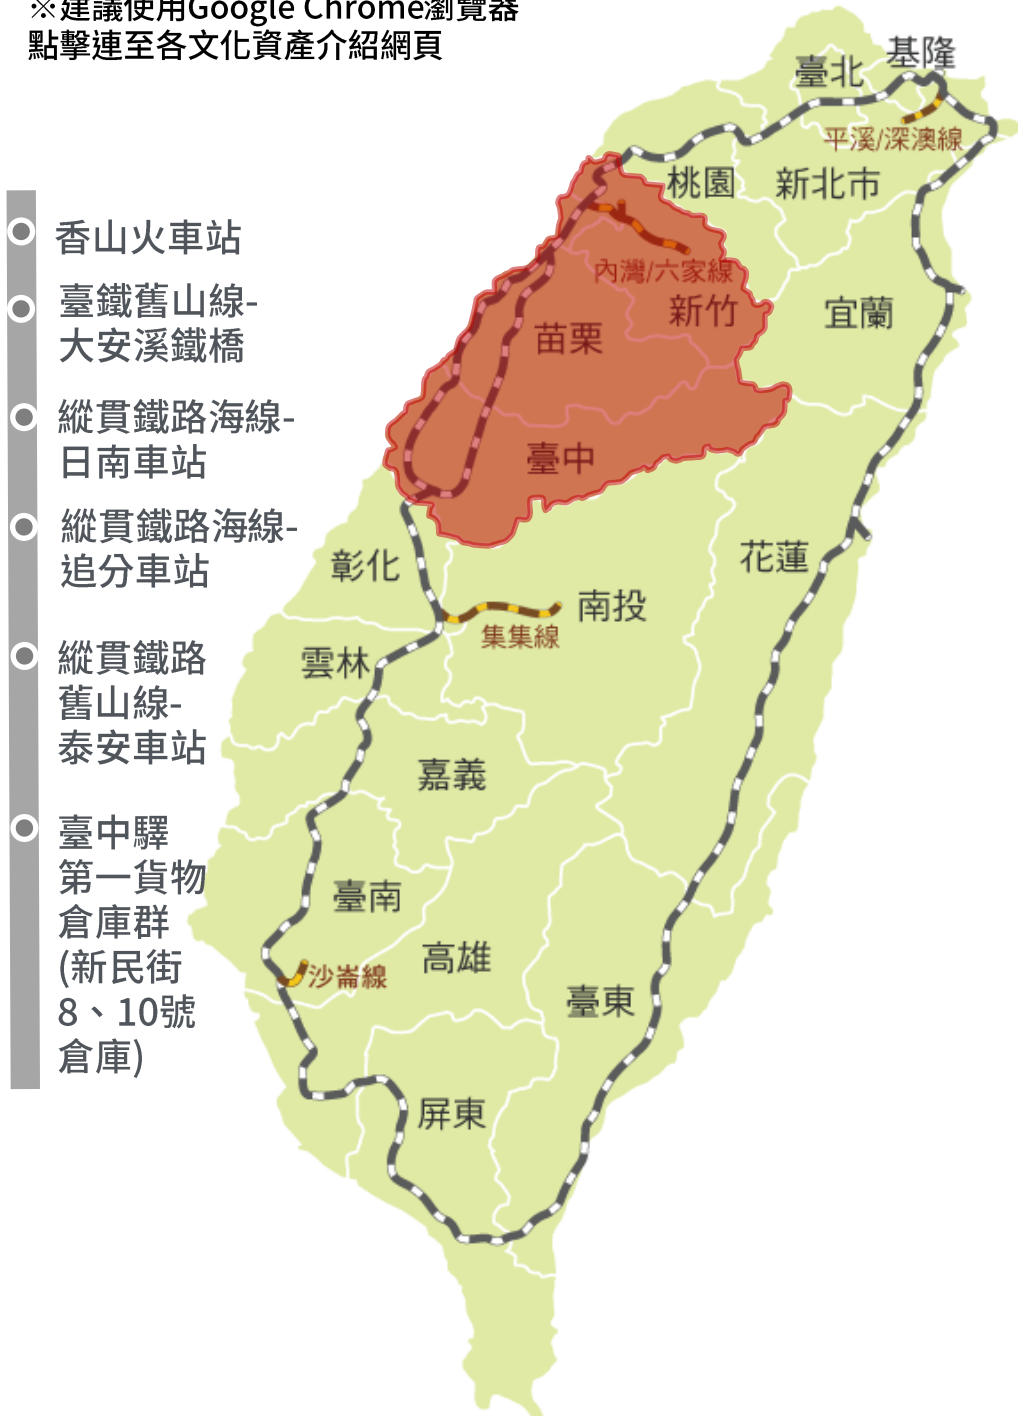 ※建議使用Google Chrome瀏覽器
點擊連至各文化資產介紹網頁
香山火車站
臺鐵舊山線-
大安溪鐵橋
縱貫鐵路海線-
日南車站
縱貫鐵路海線-
追分車站
縱貫鐵路
舊山線-
泰安車站
臺中驛
第一貨物
倉庫群
(新民街
8、10號
倉庫)
基隆
臺北
平溪/深澳線
桃園
新北市
內灣/六家線
新竹
宜蘭
苗栗
臺中
彰化
花蓮
南投
集集線
雲林
嘉義
臺南
高雄
沙崙線
臺東
屏東